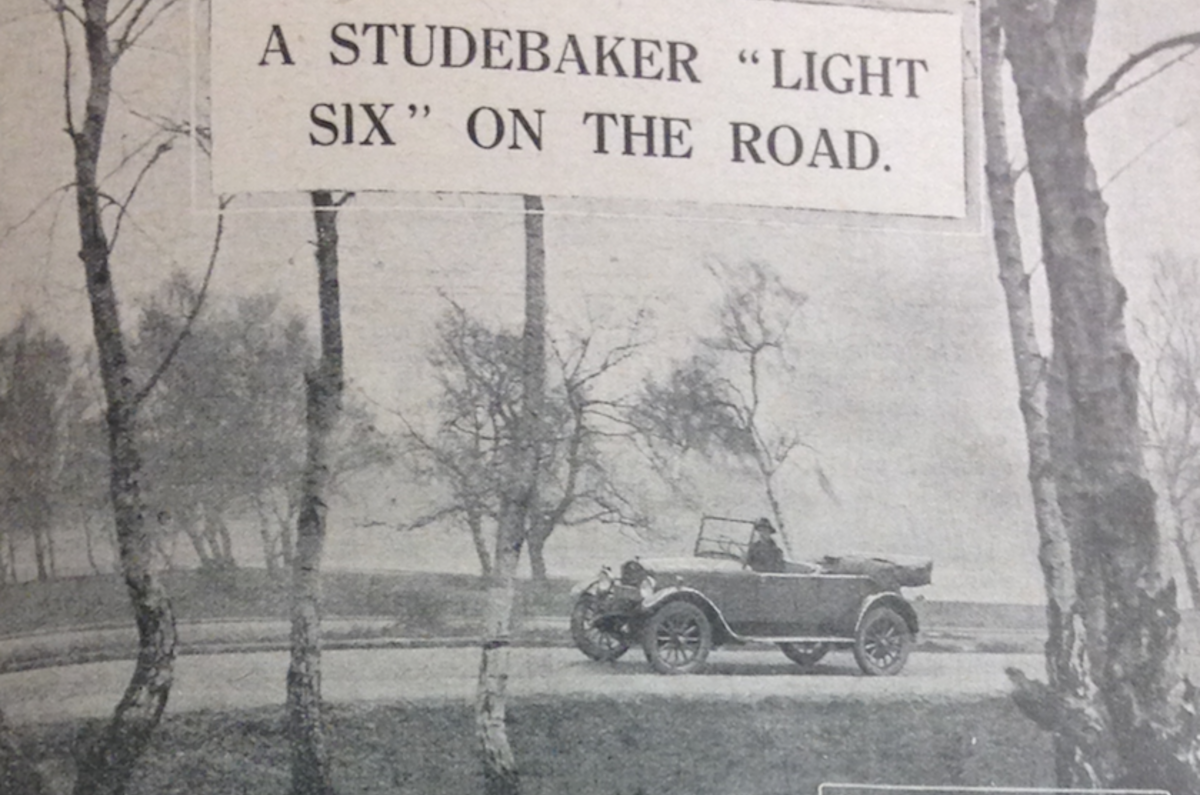 A STUDEBAKER “LIGHT
SIX” ON THE ROAD.